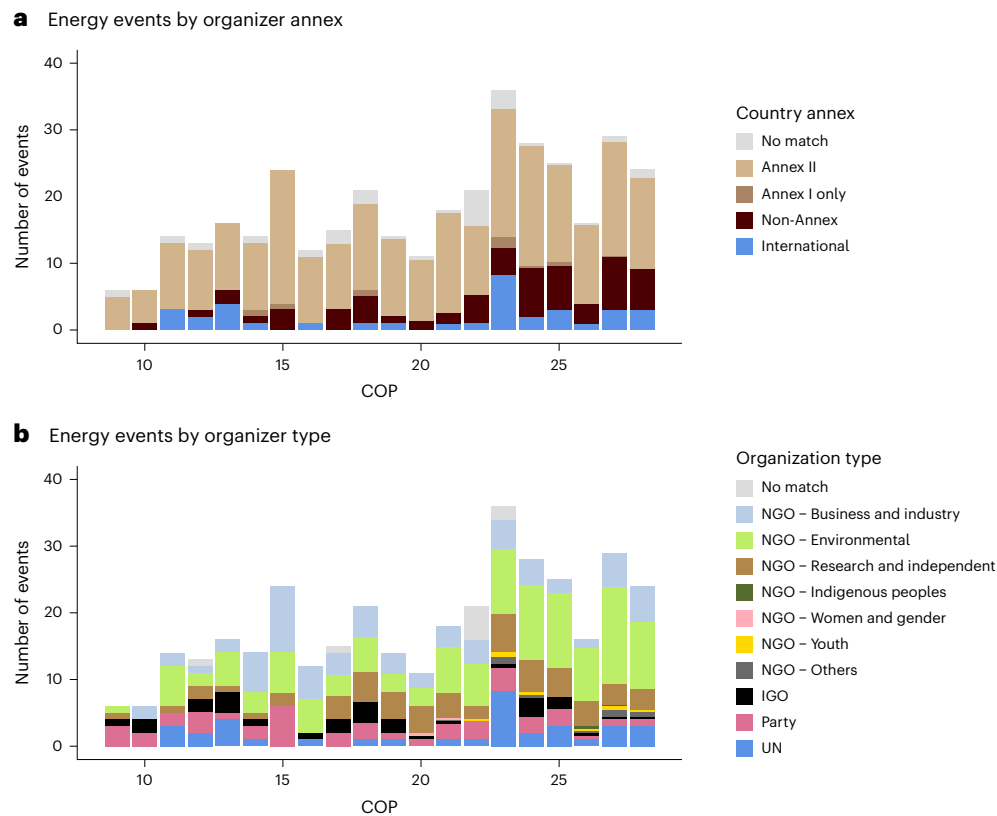 a Energy events by organizer annex
40
30
20
10
0
Number of events
10 15 20 25
COP
Country annex
No match
Annex II
Annex I only
Non-Annex
International
b Energy events by organizer type
40
30
20
10
0
Number of events
10 15 20 25
COP
Organization type
No match
NGO – Business and industry
NGO – Environmental
NGO – Research and independent
NGO – Indigenous peoples
NGO – Women and gender
NGO – Youth
NGO – Others
IGO
Party
UN